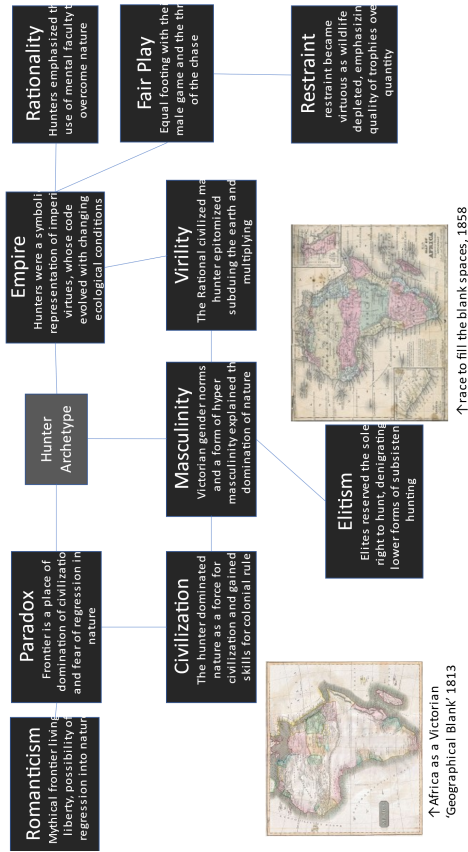 Romanticism
Mythical frontier living
liberty, possibility of
regression into nature
Paradox
Frontier is a place of
domination of civilizatio
and fear of regression in
nature
Hunter
Archetype
Empire
Hunters were a symboli
representation of imperi
virtues, whose code
evolved with changing
ecological conditions
Rationality
Hunters emphasized th
use of mental faculty t
overcome nature
Fair Play
Equal footing with the
male game and the thr
of the chase
Restraint
restraint became
virtuous as wildlife
depleted, emphasizin
quality of trophies ove
quantity
Civilization
The hunter dominated
nature as a force for
civilization and gained
skills for colonial rule
Masculinity
Victorian gender norms
and a form of hyper
masculinity explained th
domination of nature
Virility
The Rational civilized ma
hunter epitomized
subduing the earth and
multiplying
Elitism
Elites reserved the sole
right to hunt, denigrating
lower forms of subsisten
hunting
↑Africa as a Victorian
'Geographical Blank' 1813
↑race to fill the blank spaces, 1858
AFRICA